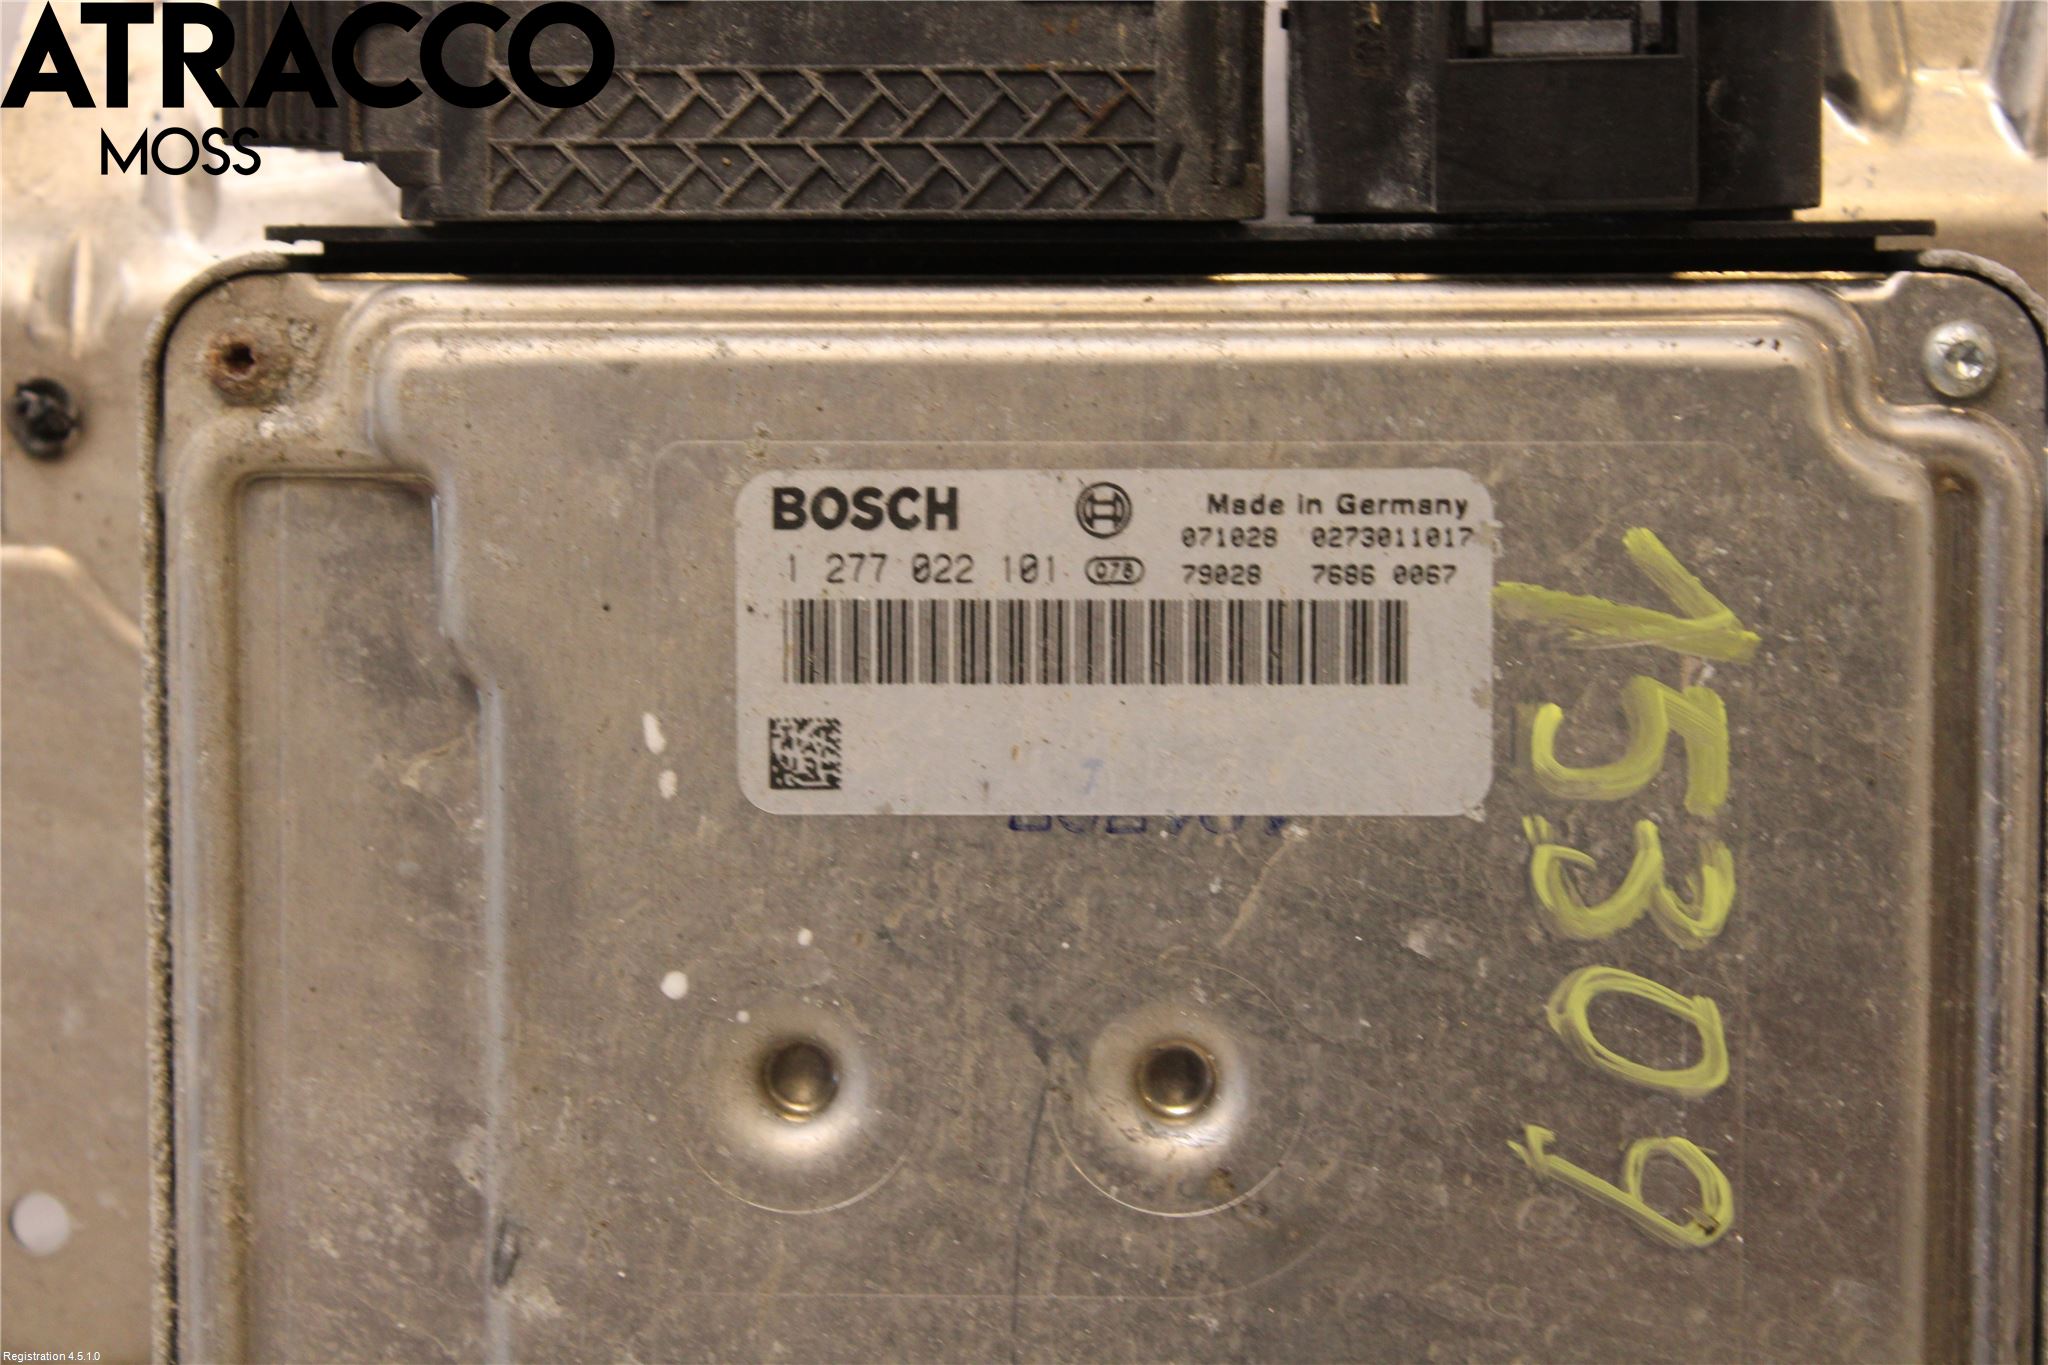 ATRACCO
MOSS
BOSCH
Made in Germany
071028 0273011017
1 277 022 101 078 79028 7686 0067
15309
Registration 4.5.1.0